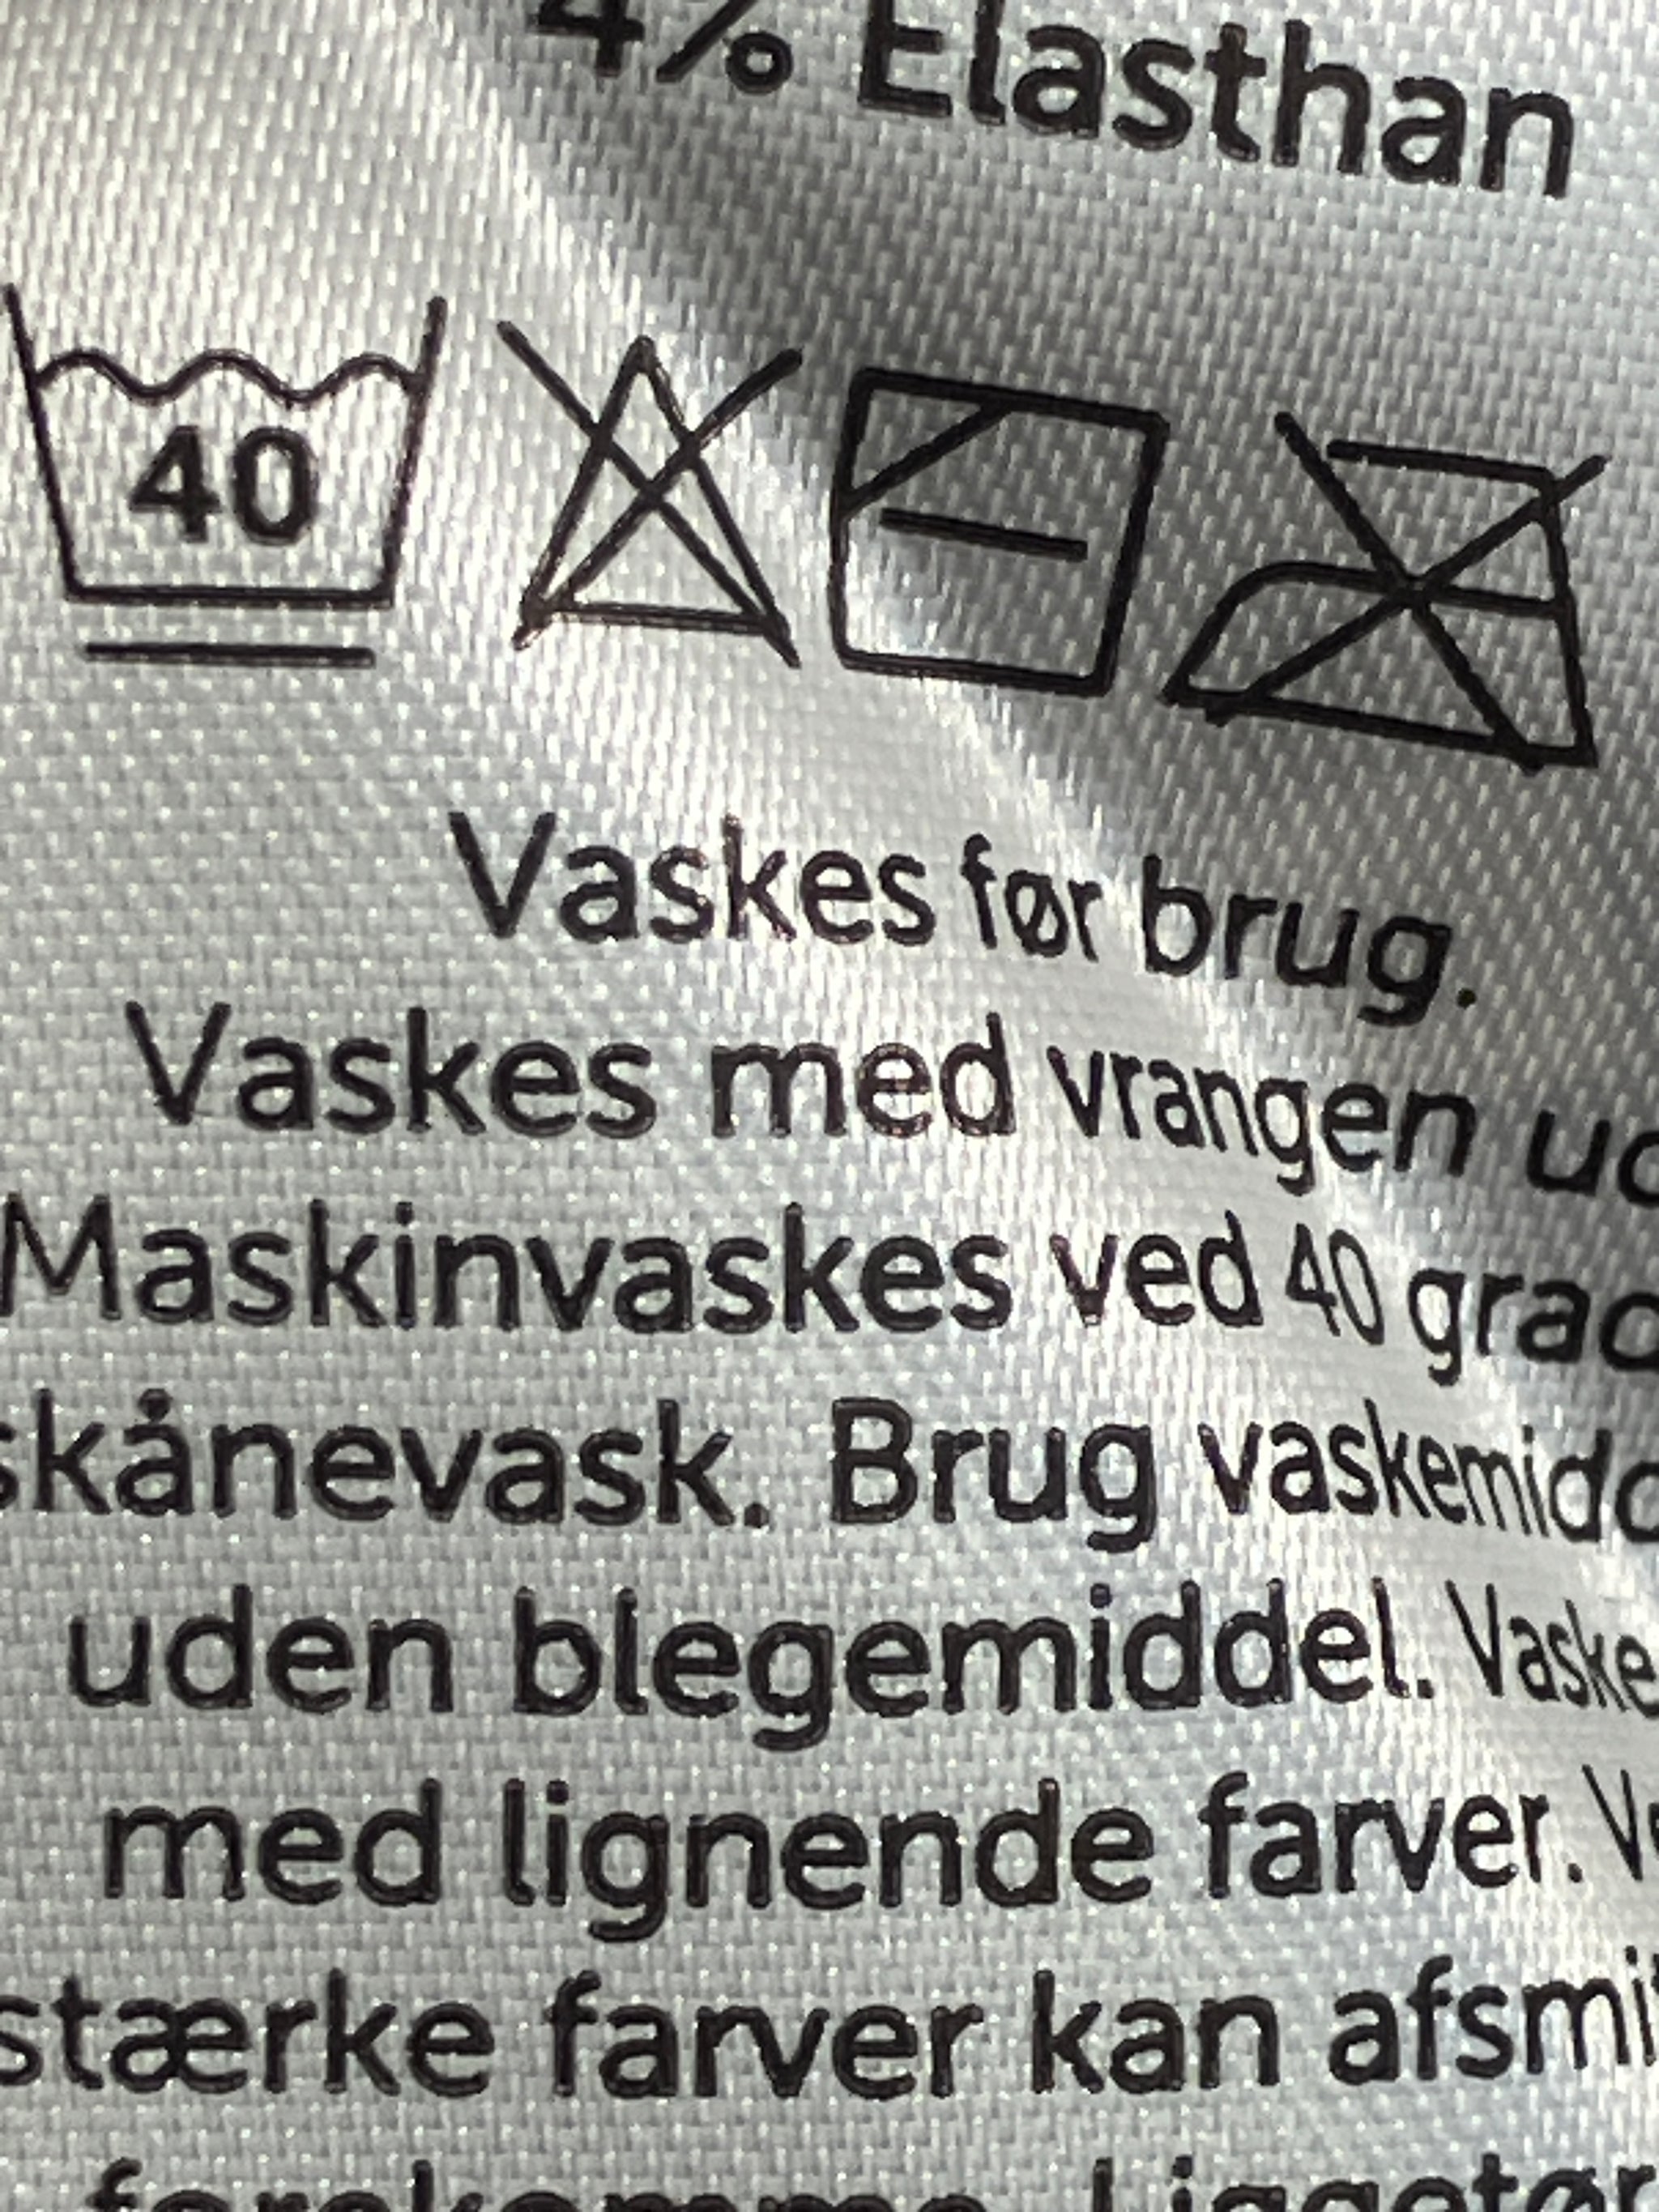 4% Elasthan
40
Vaskes før brug.
Vaskes med vrangen
Maskinvaskes ved 40
skånevask. Brug
uden blegemiddel.
med lignende farver.
stærke farver kan